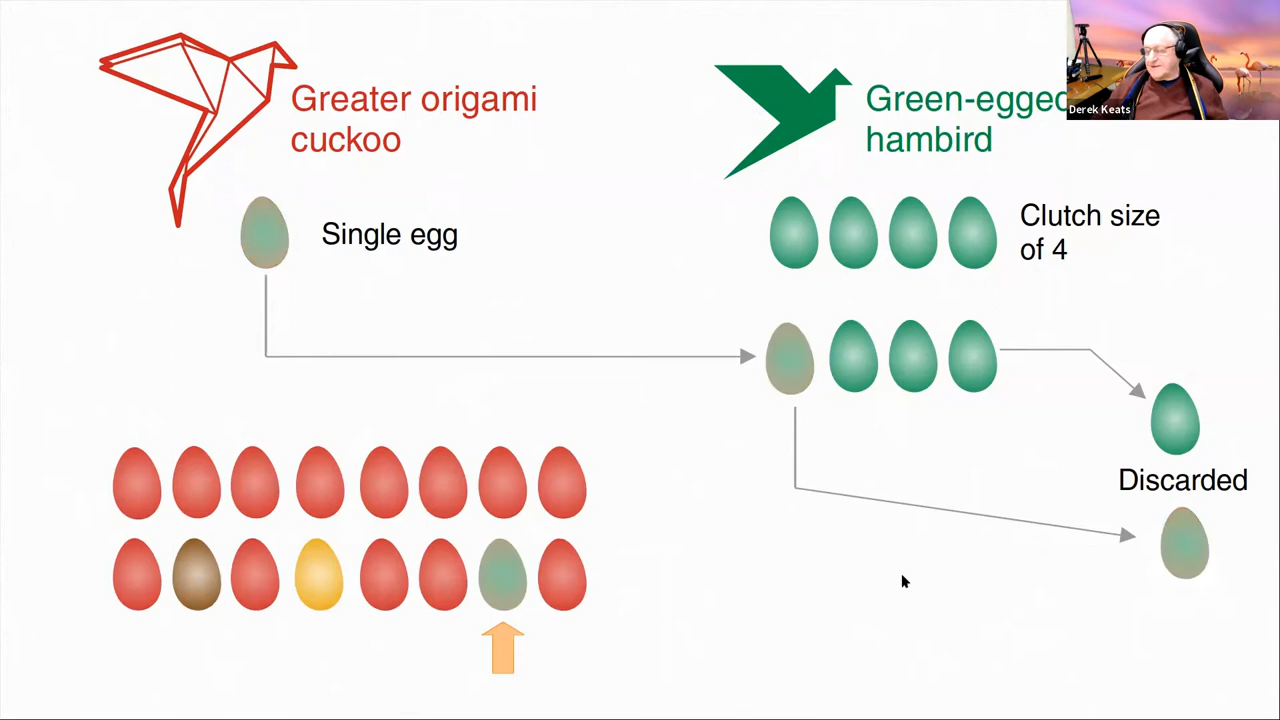 Greater origami
cuckoo
Green-egged
hambird
Derek Keats
Single egg
Clutch size
of 4
Discarded